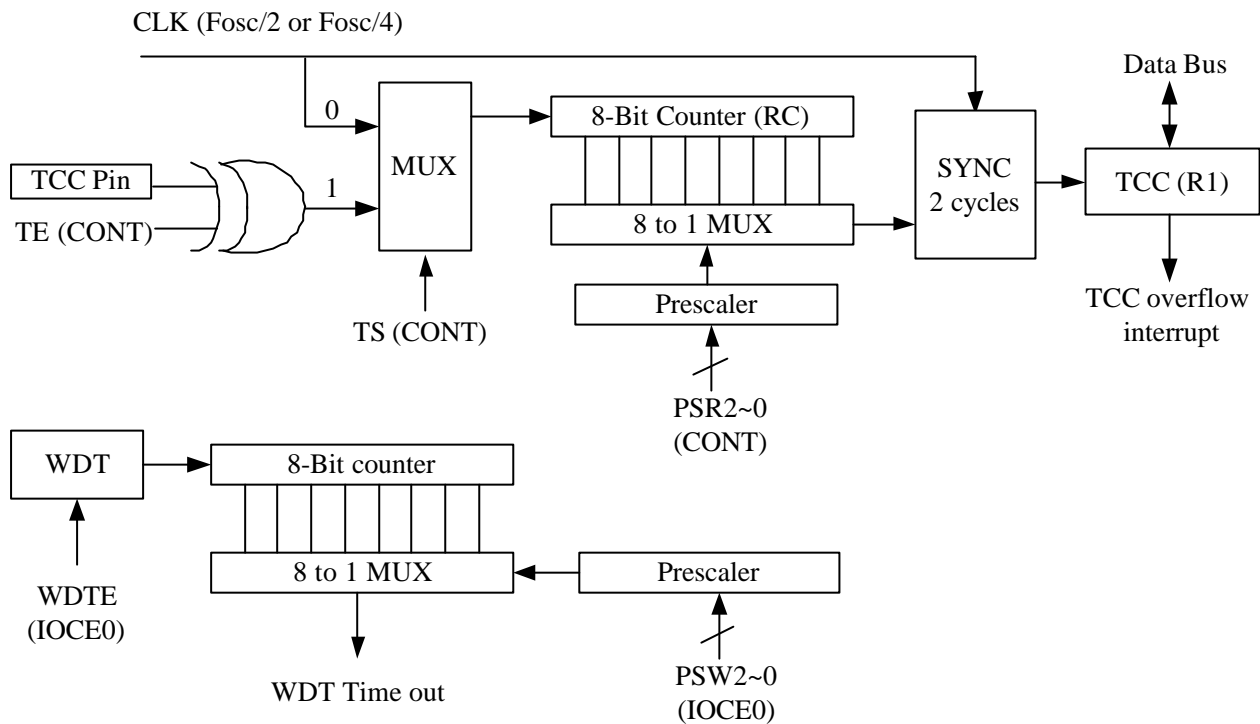 CLK (Fosc/2 or Fosc/4)
Data Bus
0
8-Bit Counter (RC)
MUX
SYNC
2 cycles
TCC Pin
1
TCC (R1)
TE (CONT)
8 to 1 MUX
Prescaler
TS (CONT)
TCC overflow
interrupt
PSR2~0
(CONT)
WDT
8-Bit counter
8 to 1 MUX
Prescaler
WDTE
(IOCE0)
WDT Time out
PSW2~0
(IOCE0)